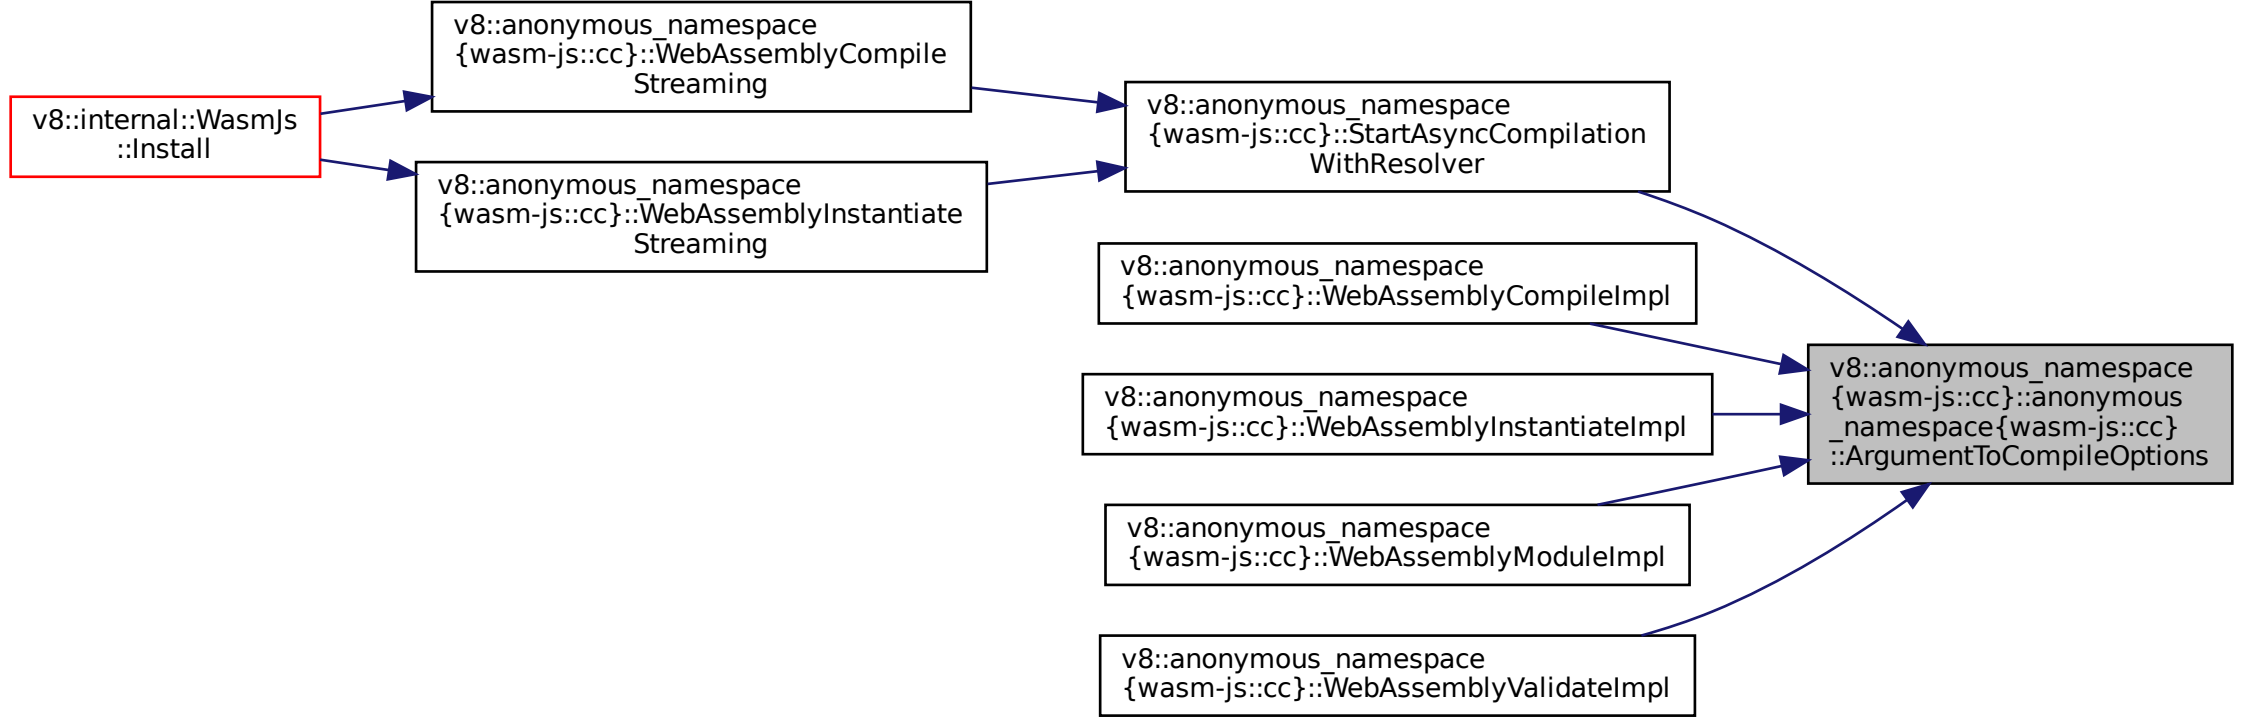 v8::anonymous_namespace
{wasm-js::cc}::WebAssemblyCompile
Streaming
v8::internal::WasmJs
::Install
v8::anonymous_namespace
{wasm-js::cc}::WebAssemblyInstantiate
Streaming
v8::anonymous_namespace
{wasm-js::cc}::StartAsyncCompilation
WithResolver
v8::anonymous_namespace
{wasm-js::cc}::WebAssemblyCompileImpl
v8::anonymous_namespace
{wasm-js::cc}::WebAssemblyInstantiateImpl
v8::anonymous_namespace
{wasm-js::cc}::WebAssemblyModuleImpl
v8::anonymous_namespace
{wasm-js::cc}::WebAssemblyValidateImpl
v8::anonymous_namespace
{wasm-js::cc}::anonymous
_namespace{wasm-js::cc}
::ArgumentToCompileOptions